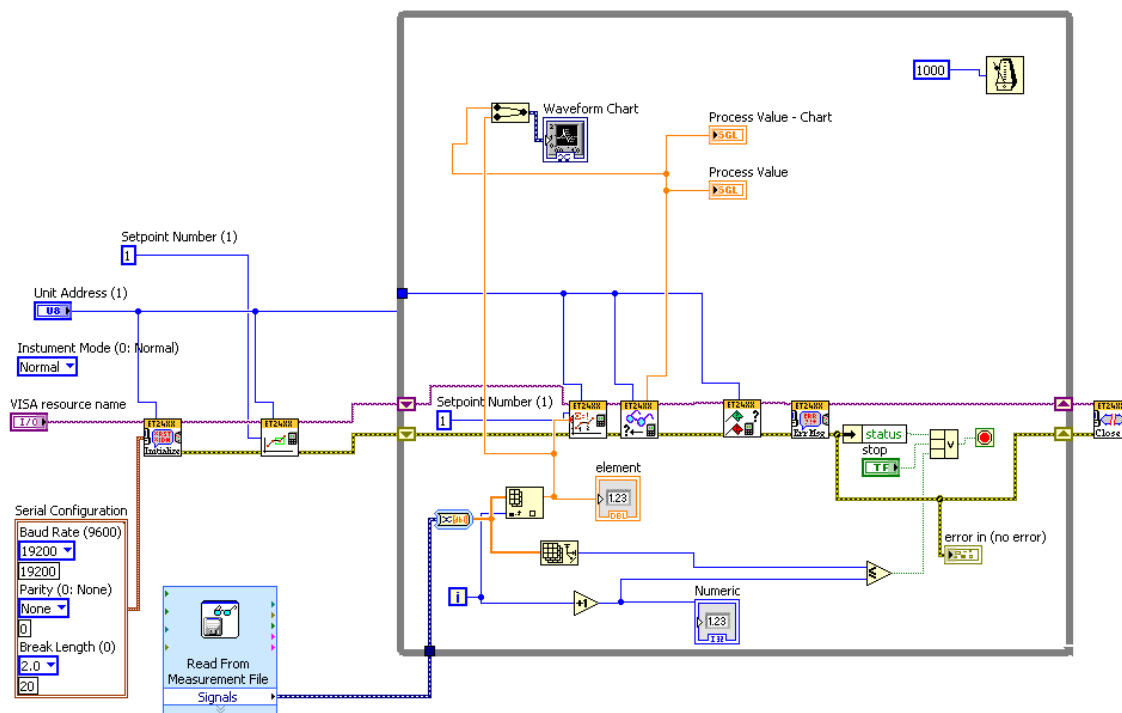 1000
Waveform Chart
Process Value - Chart
SGL
Process Value
SGL
Setpoint Number (1)
1
Unit Address (1)
U8
Instument Mode (0: Normal)
Normal
VISA resource name
I/O
ET24XX
Initialize
ET24XX
Setpoint Number (1)
1
ET24XX
ET24XX
ET24XX
ET24XX
Err Msg
ET24XX
Close
status
stop
TF
element
1.23
DBL
error in (no error)
Serial Configuration
Baud Rate (9600)
19200
19200
Parity (0: None)
None
0
Break Length (0)
2.0
20
i
+1
Numeric
1.23
I32
Read From
Measurement File
Signals